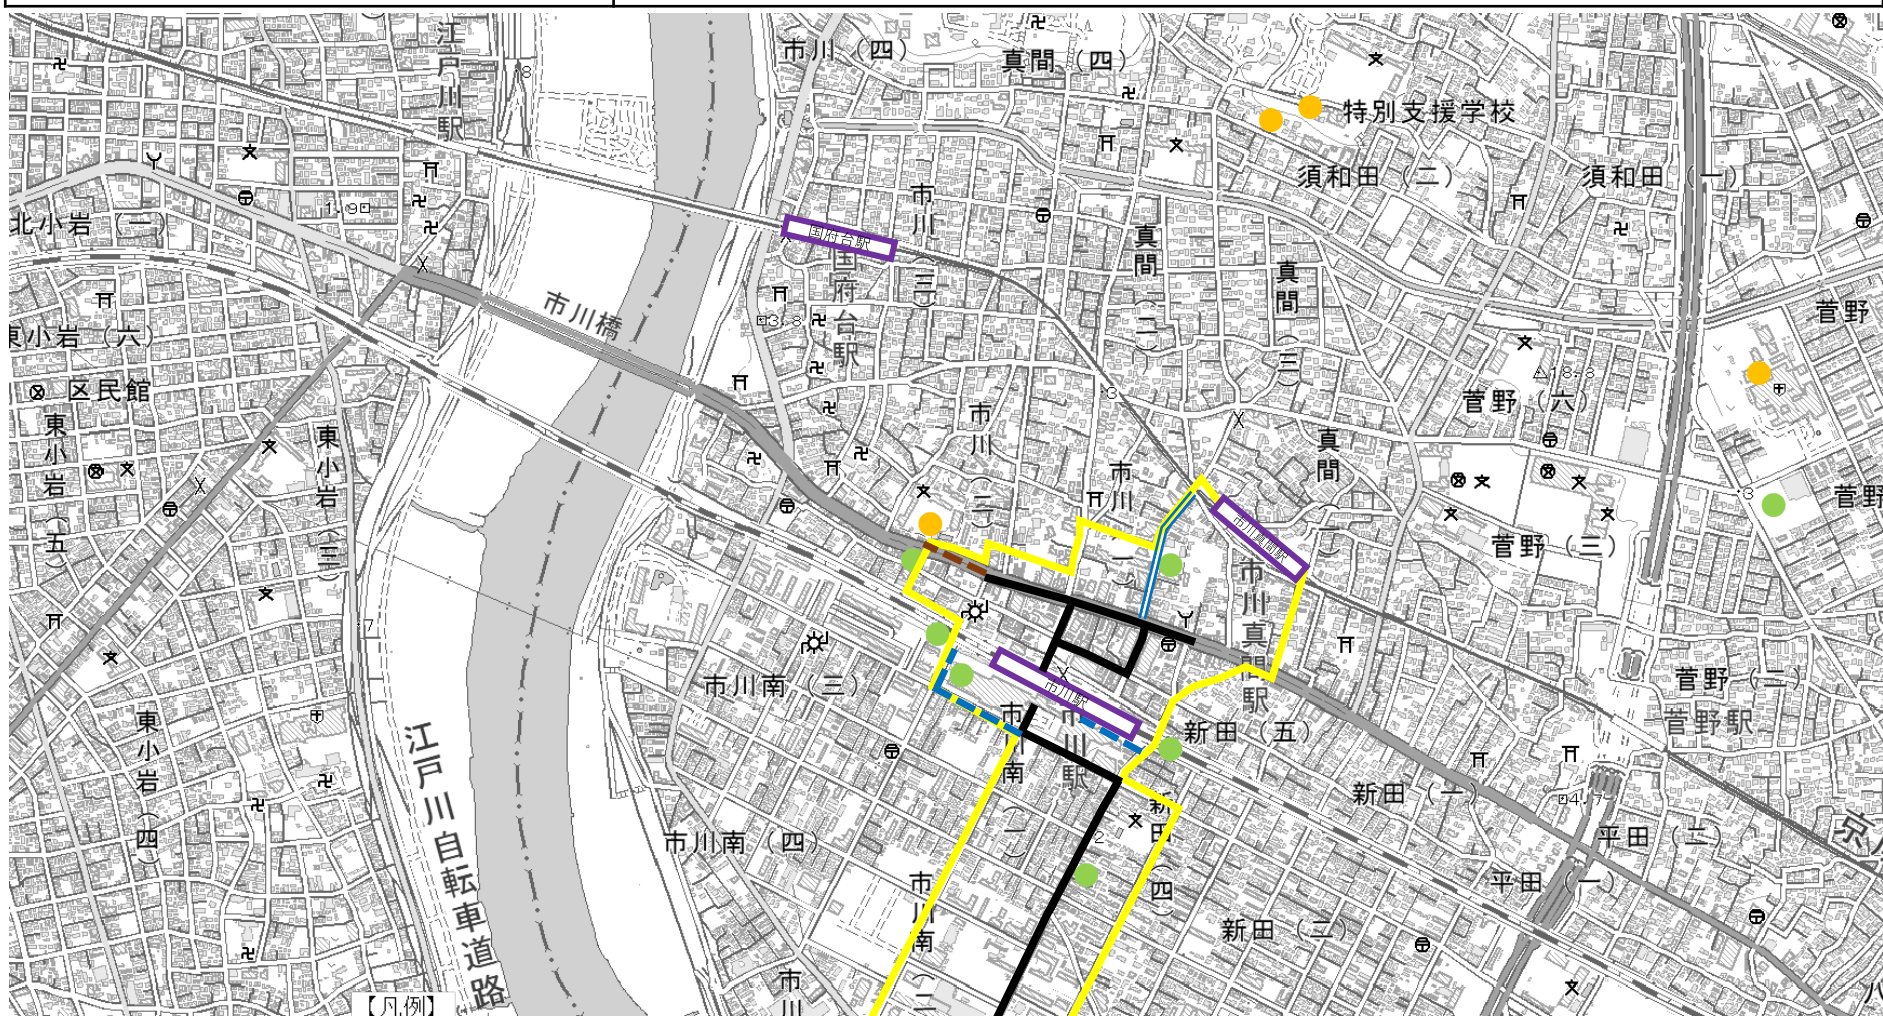 江戸川駅
市川（四）
真間（四）
特別支援学校
須和田（二）
須和田（一）
北小岩（一）
市川（三）
真間（二）
真間（三）
国府台駅
国府台駅
市川橋
菅野
東小岩（六）
区民館
菅野（六）
東小岩（五）
東小岩（三）
市川（二）
市川（一）
真間（一）
菅野
菅野（三）
市川真間駅
市川真間駅
菅野（二）
菅野駅
市川南（三）
市川駅
市川駅
市川南（一）
新田（五）
新田（一）
東小岩（四）
江戸川自転車道路
市川南（四）
新田（四）
平田（二）
平田（一）
市川南（二
新田（二）
市川
八
【凡例】